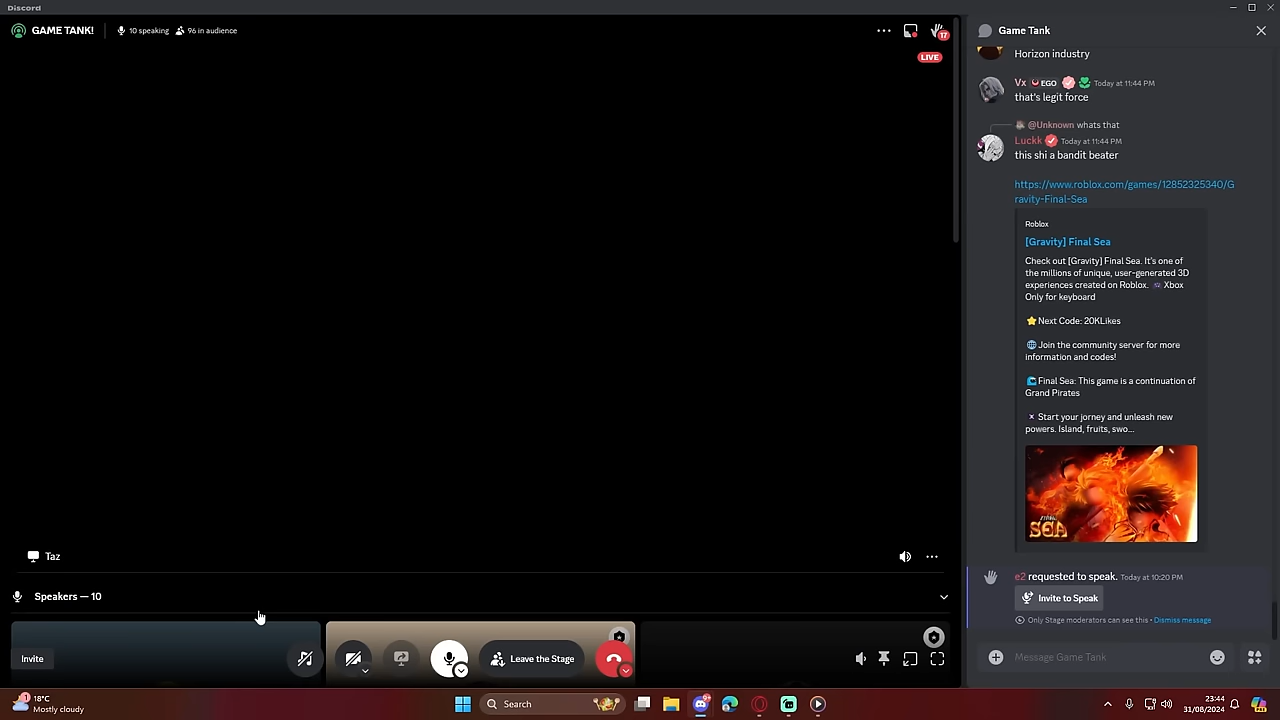 Discord
GAME TANK!
10 speaking
96 in audience
17
LIVE
Taz
Speakers — 10
Invite
Leave the Stage
Game Tank
Horizon industry
Vx EGO Today at 11:44 PM
that's legit force
@Unknown whats that
Luckk Today at 11:44 PM
this shi a bandit beater
https://www.roblox.com/games/12852325340/G
ravity-Final-Sea
Roblox
[Gravity] Final Sea
Check out [Gravity] Final Sea. It's one of
the millions of unique, user-generated 3D
experiences created on Roblox. 🎮 Xbox
Only for keyboard
⭐Next Code: 20KLikes
🌐Join the community server for more
information and codes!
🌊Final Sea: This game is a continuation of
Grand Pirates
Start your jorney and unleash new
powers. Island, fruits, swo...
SEA
e2 requested to speak. Today at 10:20 PM
Invite to Speak
Only Stage moderators can see this • Dismiss message
Message Game Tank
1
18°C
Mostly cloudy
Search
23:44
31/08/2024